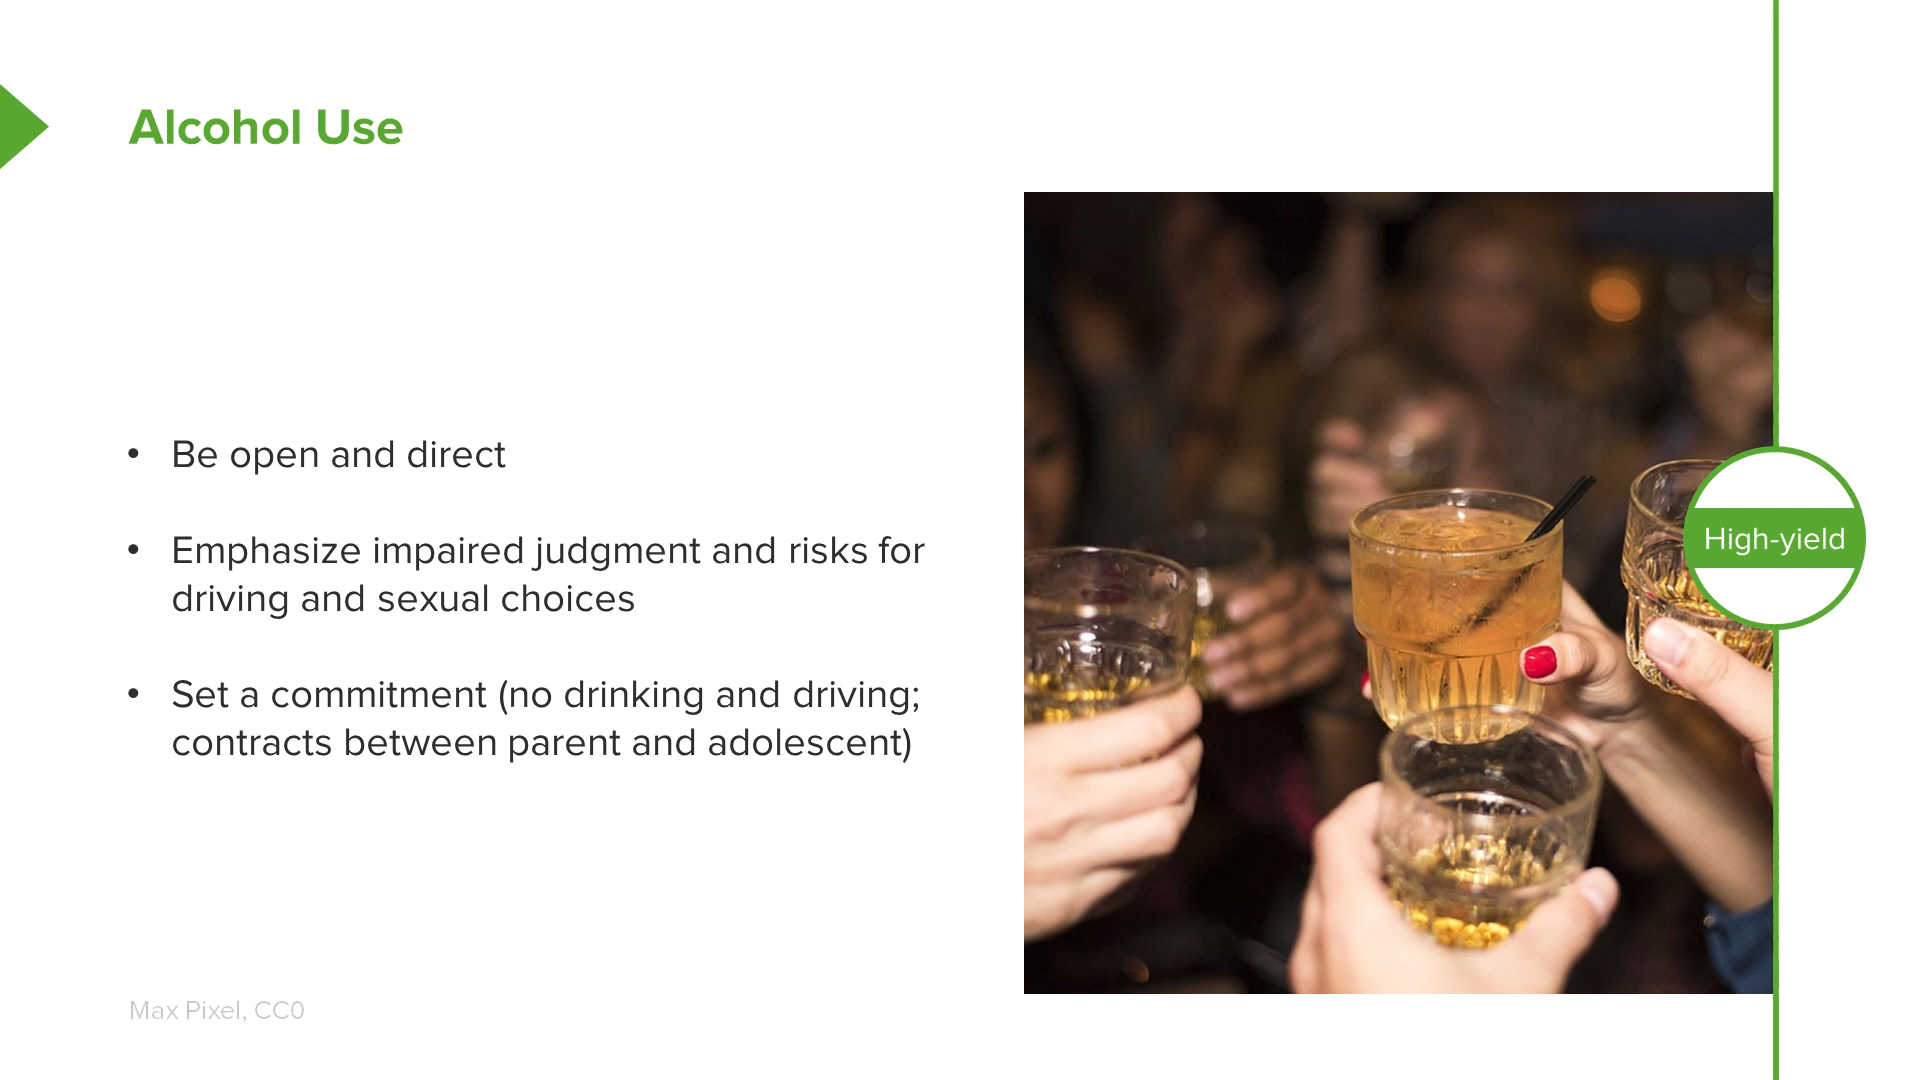 Alcohol Use
• Be open and direct
• Emphasize impaired judgment and risks for
driving and sexual choices
• Set a commitment (no drinking and driving;
contracts between parent and adolescent)
High-yield
Max Pixel, CC0